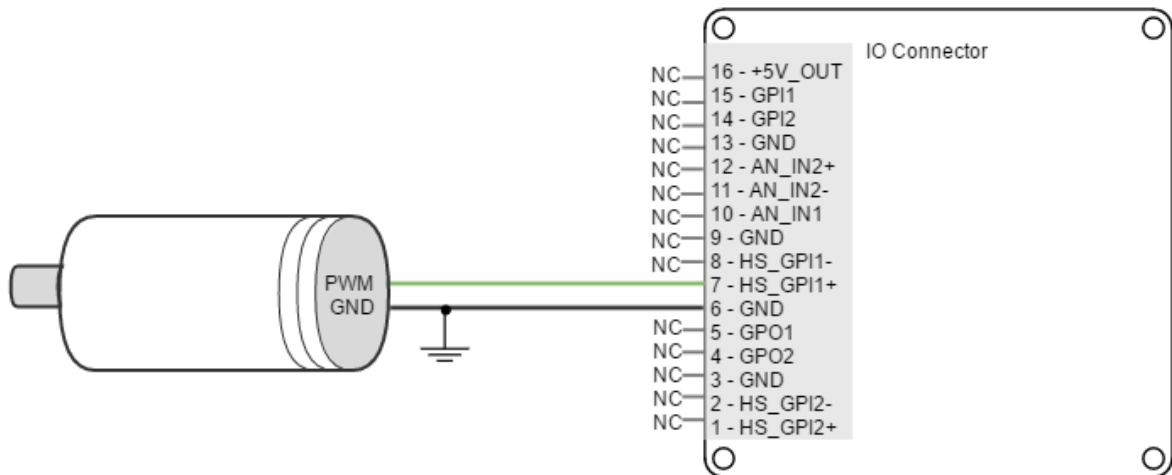 IO Connector
NC 16 - +5V_OUT
NC 15 - GPI1
NC 14 - GPI2
NC 13 - GND
NC 12 - AN_IN2+
NC 11 - AN_IN2-
NC 10 - AN_IN1
NC 9 - GND
NC 8 - HS_GPI1-
PWM 7 - HS_GPI1+
GND 6 - GND
NC 5 - GPO1
NC 4 - GPO2
NC 3 - GND
NC 2 - HS_GPI2-
NC 1 - HS_GPI2+